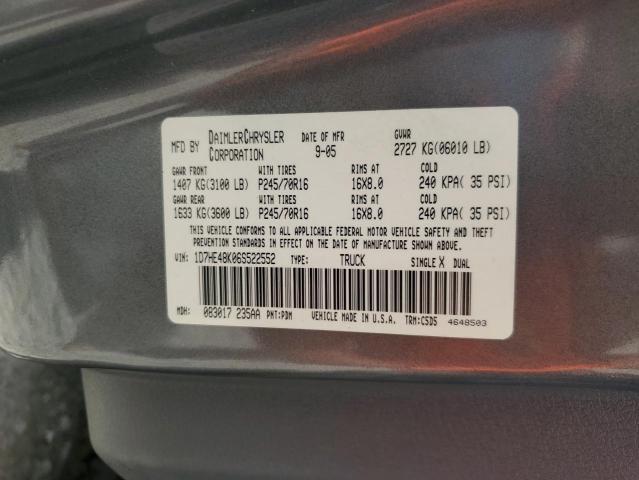 MFD BY DAIMLERCHRYSLER CORPORATION DATE OF MFR 9-05 GVWR 2727 KG(06010 LB)
GAWR FRONT WITH TIRES RIMS AT COLD
1407 KG(3100 LB) P245/70R16 16X8.0 240 KPA( 35 PSI)
GAWR REAR WITH TIRES RIMS AT COLD
1633 KG(3600 LB) P245/70R16 16X8.0 240 KPA( 35 PSI)
THIS VEHICLE CONFORMS TO ALL APPLICABLE FEDERAL MOTOR VEHICLE SAFETY AND THEFT
PREVENTION STANDARDS IN EFFECT ON THE DATE OF MANUFACTURE SHOWN ABOVE.
VIN: 1D7HE48K06S522552 TYPE: TRUCK SINGLE X DUAL
083017 235AA PNT:PDM VEHICLE MADE IN U.S.A. TRM:C5D5 4648503